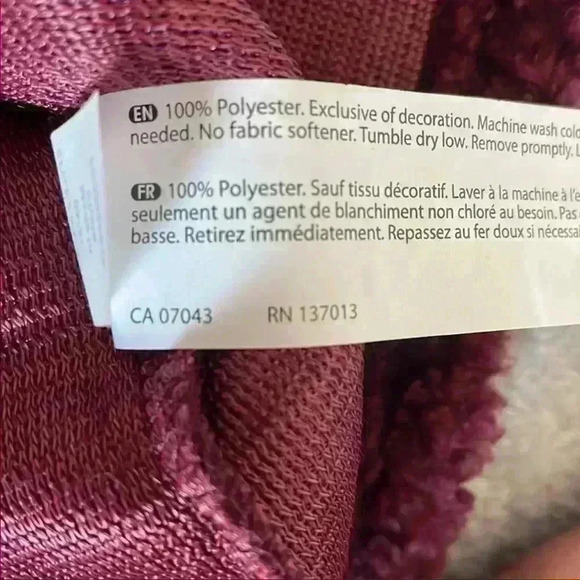 EN 100% Polyester. Exclusive of decoration. Machine wash cold
needed. No fabric softener. Tumble dry low. Remove promptly.
FR 100% Polyester. Sauf tissu décoratif. Laver à la machine à l'e
seulement un agent de blanchiment non chloré au besoin. Pas
basse. Retirez immédiatement. Repassez au fer doux si nécessai
CA 07043 RN 137013